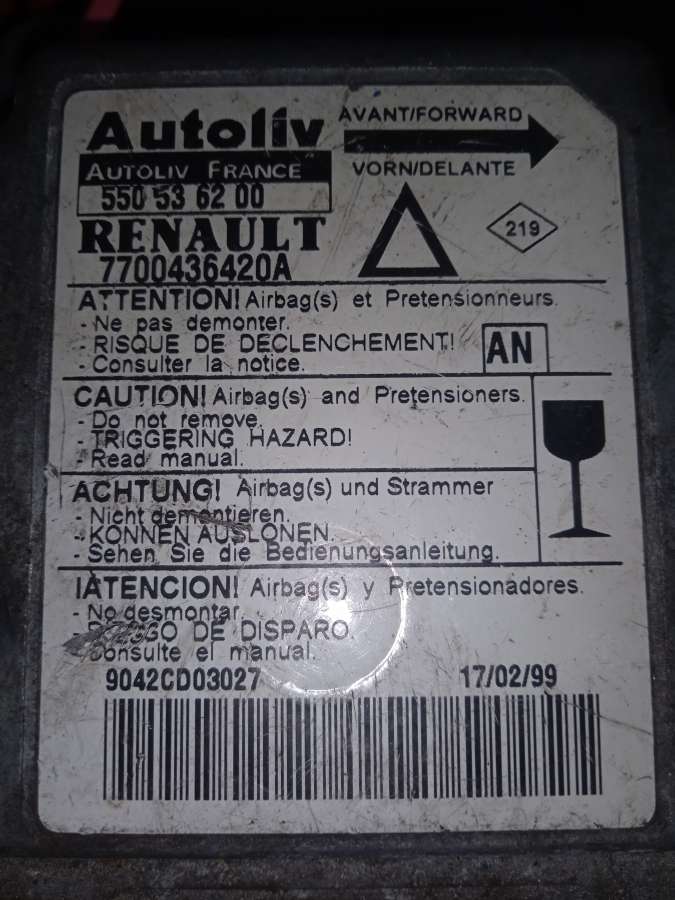 Autoliv
AVANT/FORWARD
AUTOLIV FRANCE
VORN/DELANTE
550 53 62 00
RENAULT
219
7700436420A
ATTENTION! Airbag(s) et Pretensionneurs.
- Ne pas demonter.
- RISQUE DE DECLENCHEMENT!
- Consulter la notice.
AN
CAUTION! Airbag(s) and Pretensioners.
- Do not remove.
- TRIGGERING HAZARD!
- Read manual.
ACHTUNG! Airbag(s) und Strammer
- Nicht demontieren.
- KONNEN AUSLONEN.
- Sehen Sie die Bedienungsanleitung.
!ATENCION! Airbag(s) y Pretensionadores.
- No desmontar.
DE DISPARO.
Consulte el manual.
9042CD03027
17/02/99